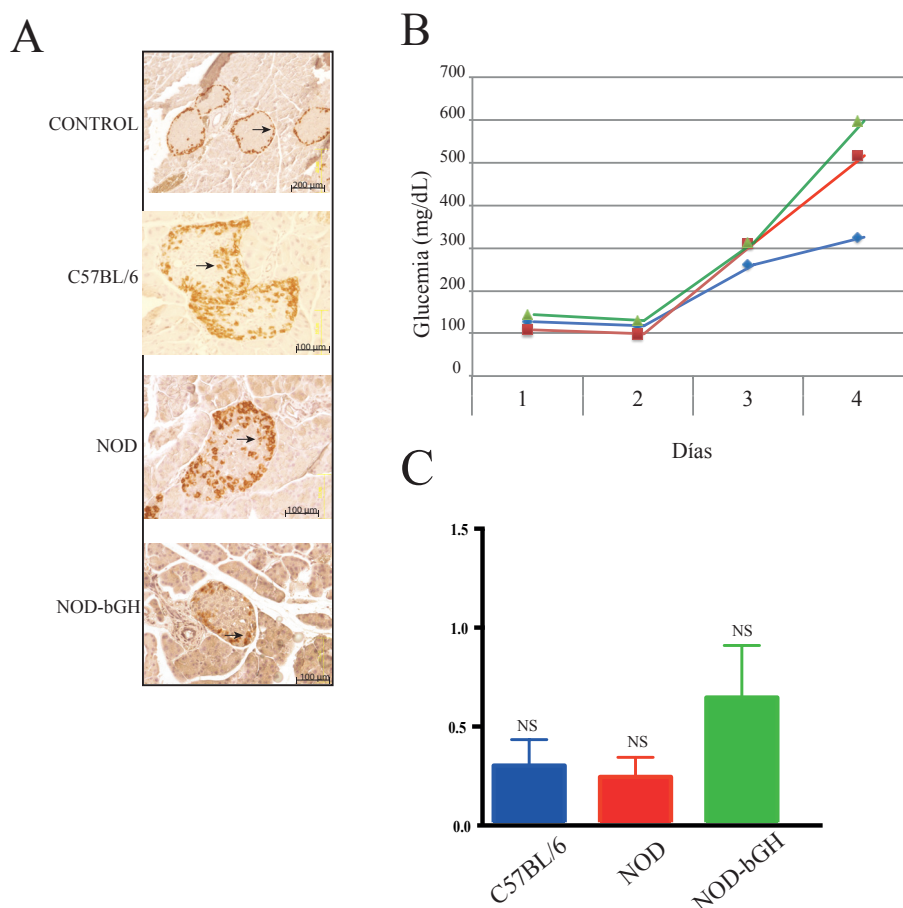 A
CONTROL
200 µm
C57BL/6
100 µm
NOD
100 µm
NOD-bGH
100 µm
B
Glucemia (mg/dL)
700
600
500
400
300
200
100
0
1 2 3 4
Días
C
1.5
1.0
0.5
0.0
NS
NS
NS
C57BL/6
NOD
NOD-bGH